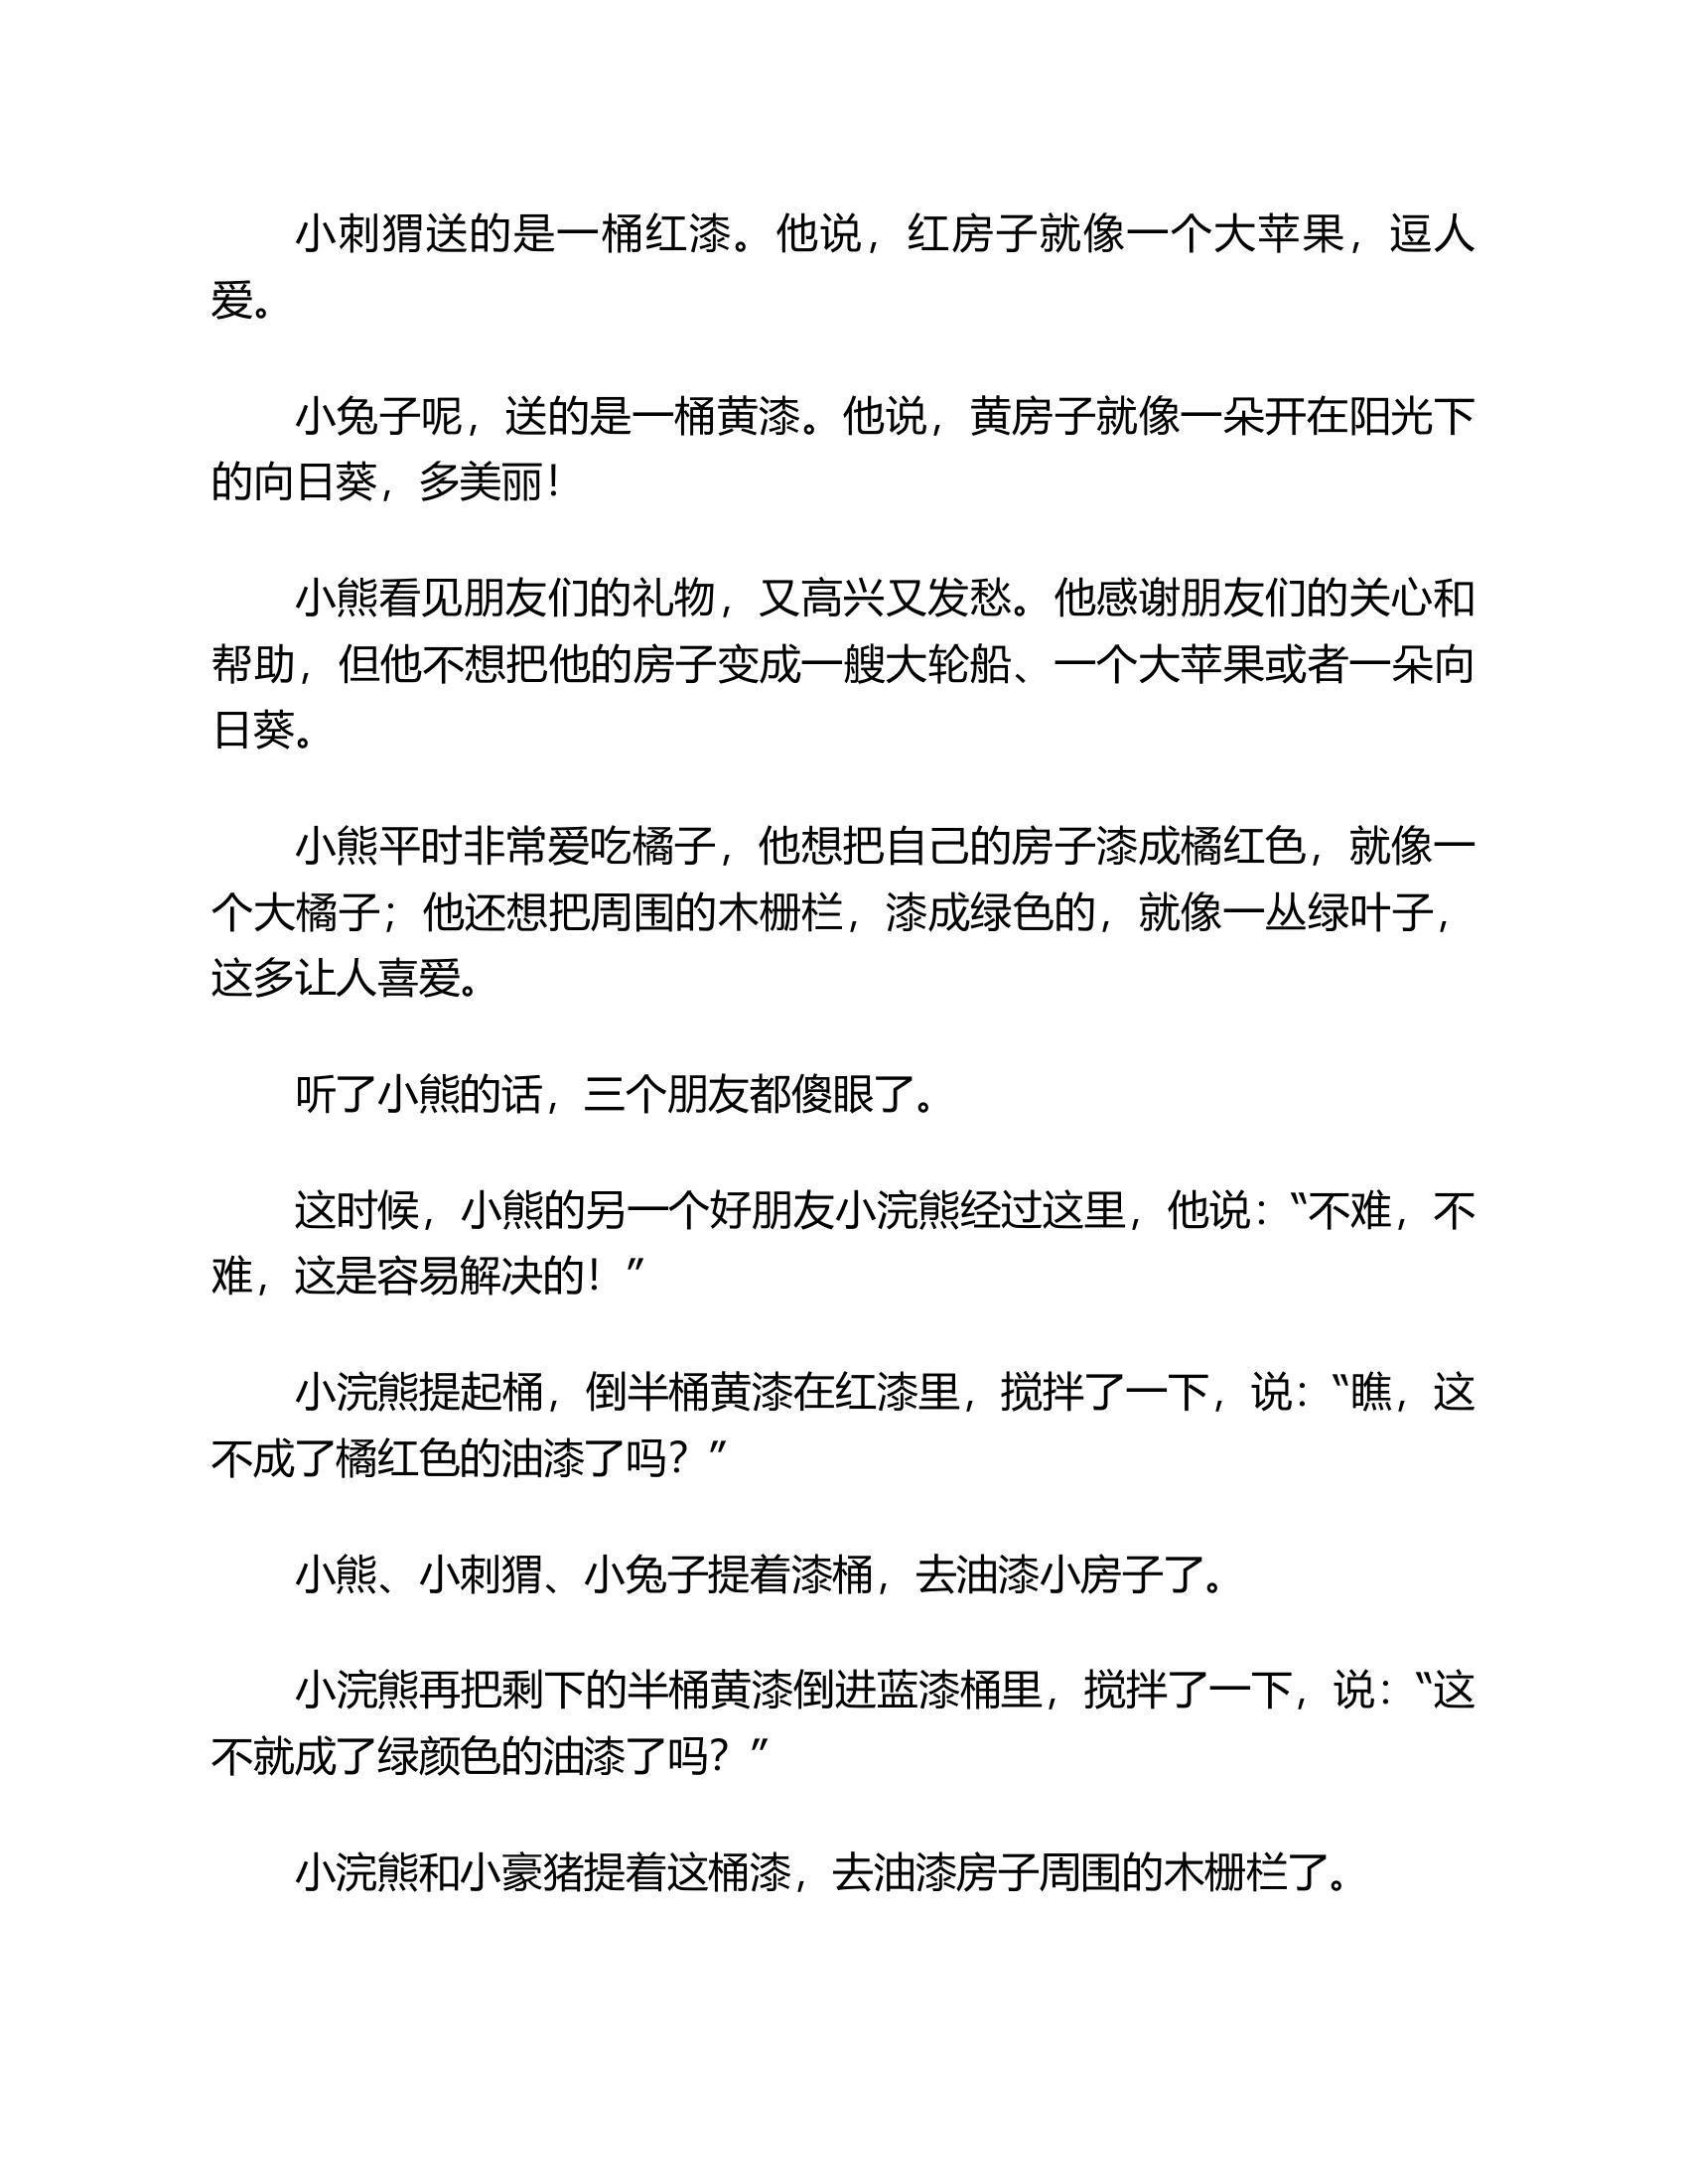 小刺猬送的是一桶红漆。他说，红房子就像一个大苹果，逗人
爱。
小兔子呢，送的是一桶黄漆。他说，黄房子就像一朵开在阳光下
的向日葵，多美丽！
小熊看见朋友们的礼物，又高兴又发愁。他感谢朋友们的关心和
帮助，但他不想把他的房子变成一艘大轮船、一个大苹果或者一朵向
日葵。
小熊平时非常爱吃橘子，他想把自己的房子漆成橘红色，就像一
个大橘子；他还想把周围的木栅栏，漆成绿色的，就像一丛绿叶子，
这多让人喜爱。
听了小熊的话，三个朋友都傻眼了。
这时候，小熊的另一个好朋友小浣熊经过这里，他说：“不难，不
难，这是容易解决的！”
小浣熊提起桶，倒半桶黄漆在红漆里，搅拌了一下，说：“瞧，这
不成了橘红色的油漆了吗？”
小熊、小刺猬、小兔子提着漆桶，去油漆小房子了。
小浣熊再把剩下的半桶黄漆倒进蓝漆桶里，搅拌了一下，说：“这
不就成了绿颜色的油漆了吗？”
小浣熊和小豪猪提着这桶漆，去油漆房子周围的木栅栏了。